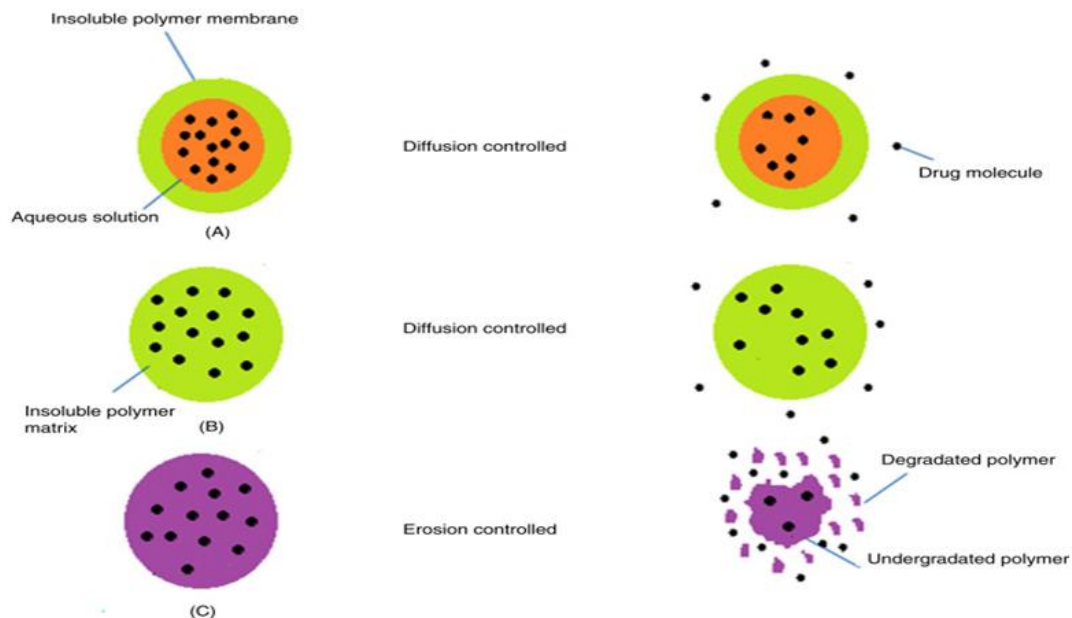 Insoluble polymer membrane
Diffusion controlled
Drug molecule
Aqueous solution
(A)
Diffusion controlled
Insoluble polymer
matrix
(B)
Degradated polymer
Erosion controlled
Undergradated polymer
(C)